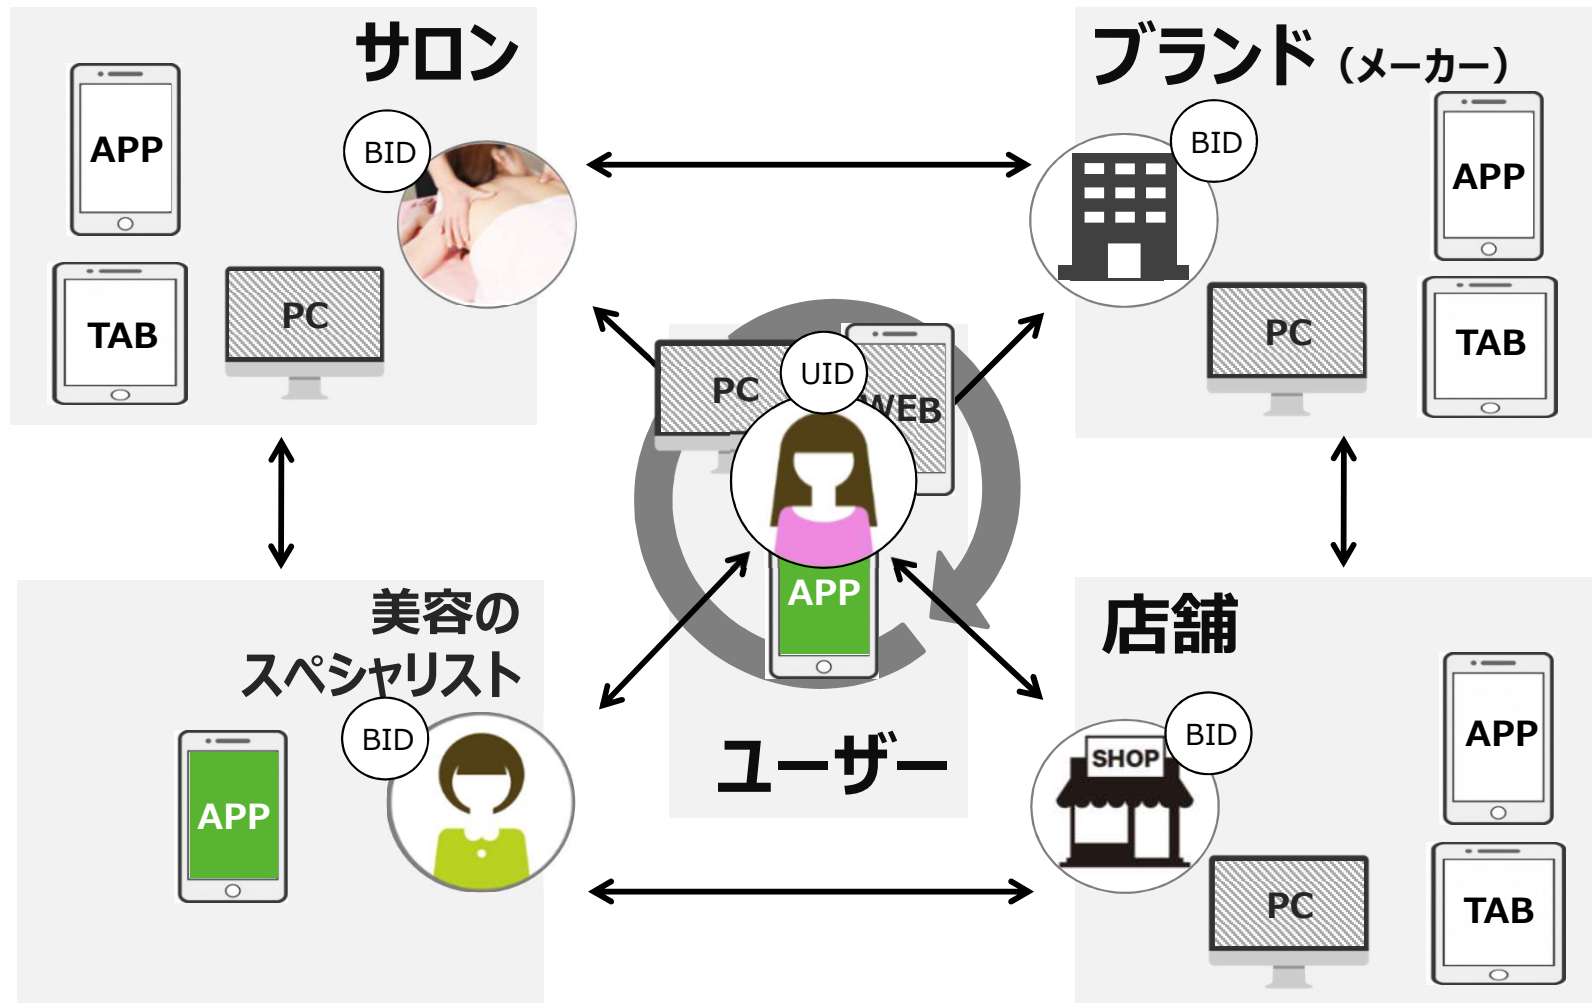 サロン
BID
APP
TAB
PC
ブランド（メーカー）
BID
APP
PC
TAB
PC
UID
WEB
APP
ユーザー
美容の
スペシャリスト
BID
APP
店舗
BID
SHOP
APP
PC
TAB